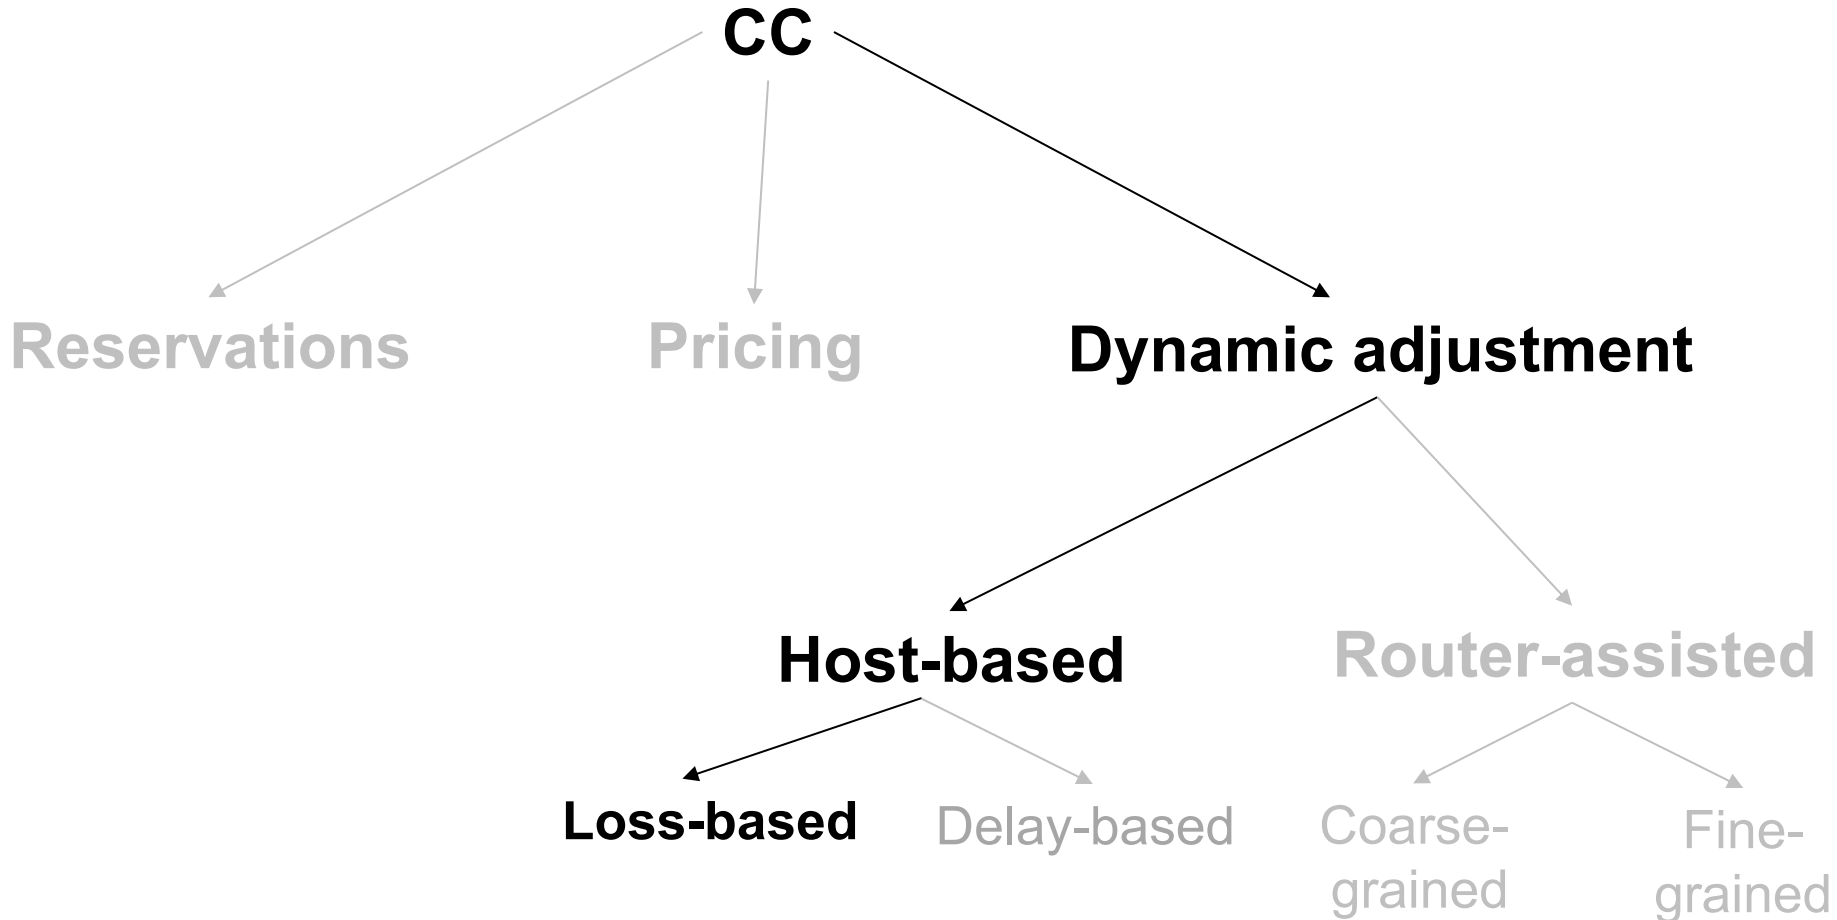 CC
Reservations
Pricing
Dynamic adjustment
Host-based
Router-assisted
Loss-based
Delay-based
Coarse-
grained
Fine-
grained